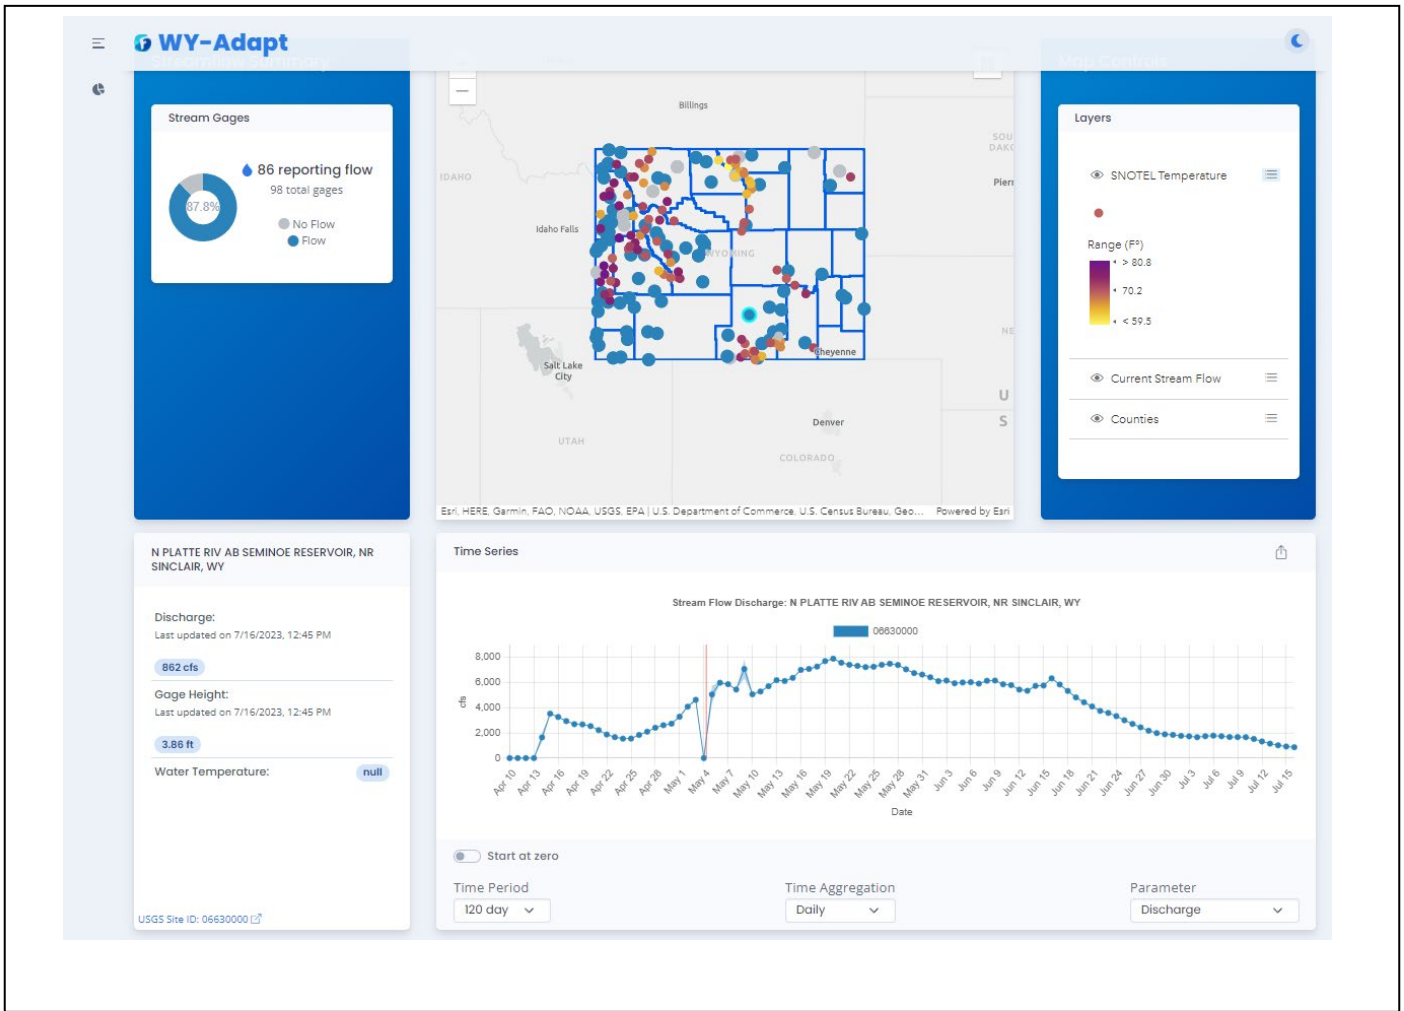 WY-Adapt
Streamflow Summary
Map Controls
Stream Gages
86 reporting flow
98 total gages
87.8%
No Flow
Flow
Billings
SOU
DAKO
IDAHO
Pierr
Idaho Falls
WYOMING
NE
Cheyenne
Salt Lake
City
U
S
Denver
UTAH
COLORADO
Esri, HERE, Garmin, FAO, NOAA, USGS, EPA | U.S. Department of Commerce, U.S. Census Bureau, Geo... Powered by Esri
Layers
SNOTEL Temperature
Range (F°)
> 80.8
70.2
< 59.5
Current Stream Flow
Counties
N PLATTE RIV AB SEMINOE RESERVOIR, NR
SINCLAIR, WY
Discharge:
Last updated on 7/16/2023, 12:45 PM
862 cfs
Gage Height:
Last updated on 7/16/2023, 12:45 PM
3.86 ft
Water Temperature: null
USGS Site ID: 06630000
Time Series
Stream Flow Discharge: N PLATTE RIV AB SEMINOE RESERVOIR, NR SINCLAIR, WY
06630000
8,000
6,000
4,000
2,000
0
cfs
Apr 10 Apr 13 Apr 16 Apr 19 Apr 22 Apr 25 Apr 28 May 1 May 4 May 7 May 10 May 13 May 16 May 19 May 22 May 25 May 28 May 31 Jun 3 Jun 6 Jun 9 Jun 12 Jun 15 Jun 18 Jun 21 Jun 24 Jun 27 Jun 30 Jul 3 Jul 6 Jul 9 Jul 12 Jul 15
Date
Start at zero
Time Period Time Aggregation Parameter
120 day Daily Discharge